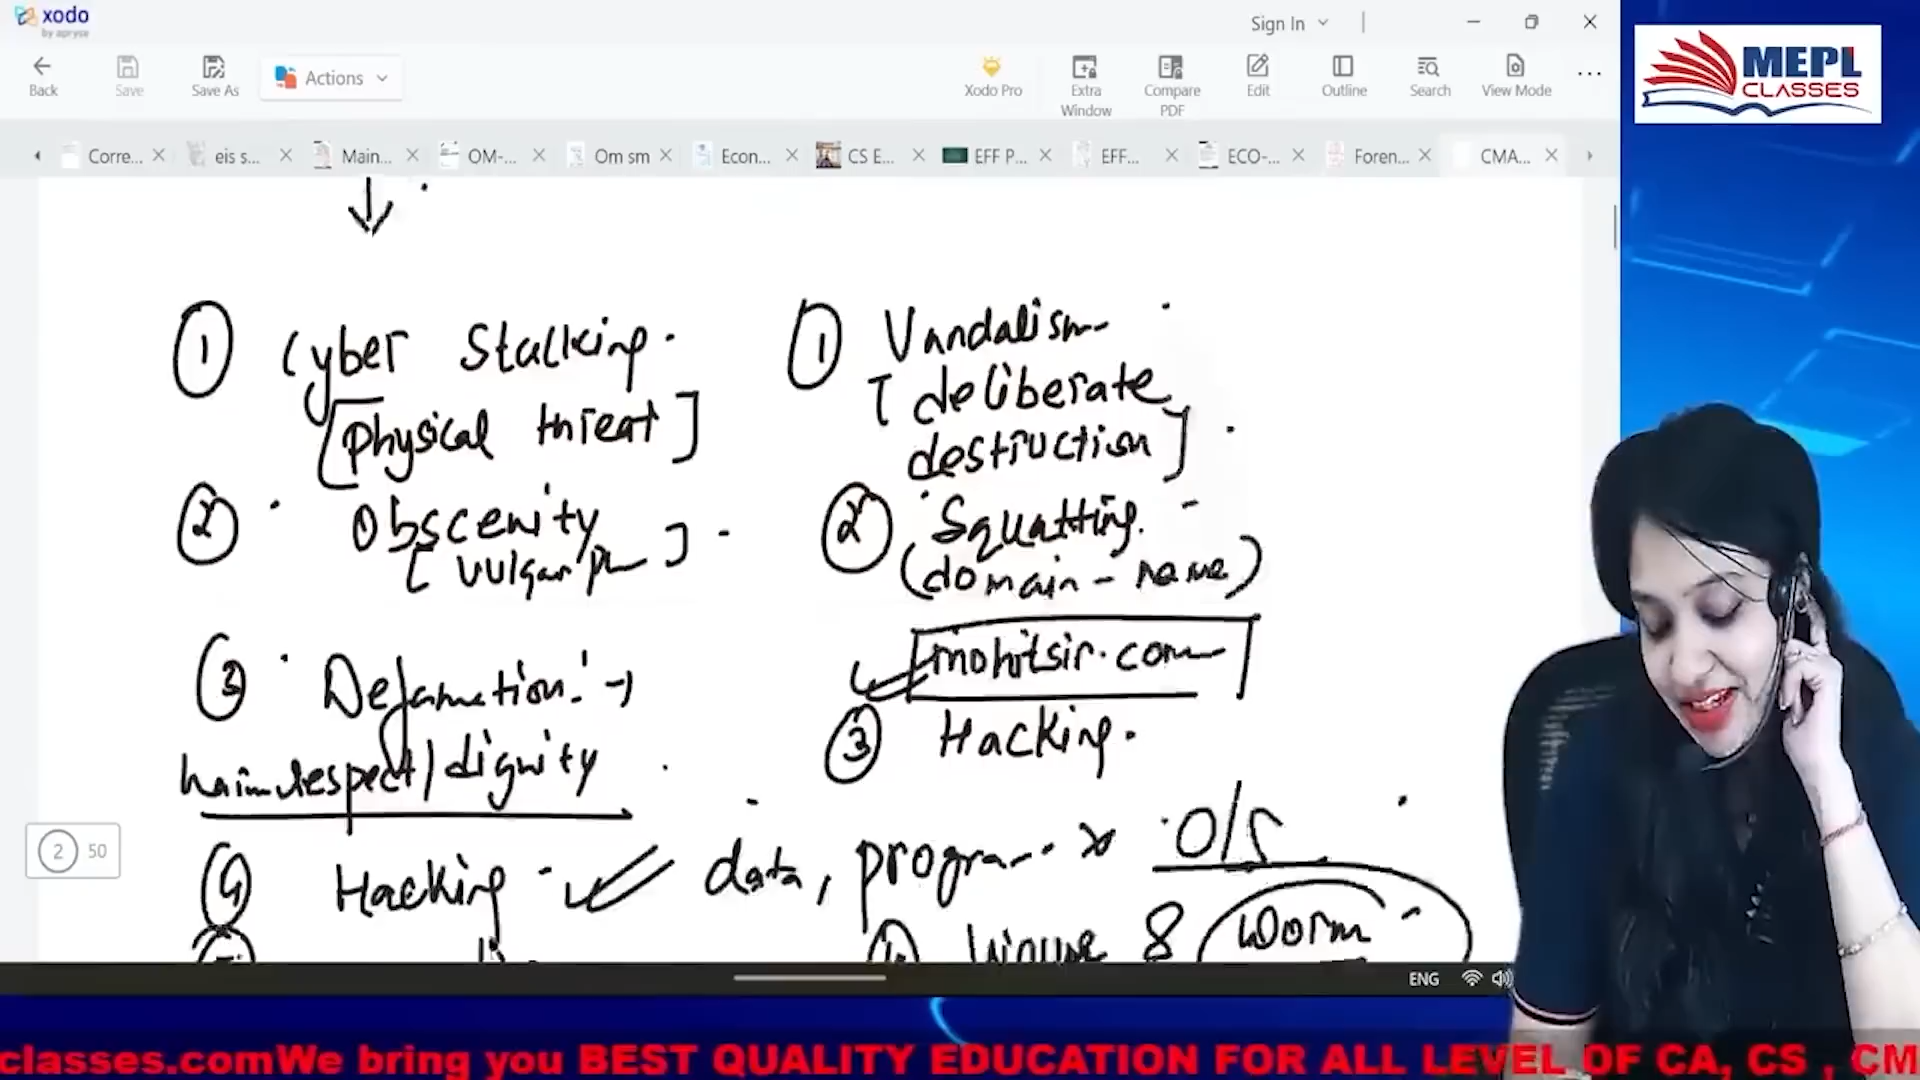 xodo
by apryse
Sign In
Back
Save
Save As
Actions
Xodo Pro
Extra Window
Compare PDF
Edit
Outline
Search
View Mode
MEPL
CLASSES
Corre...
eis s...
Main...
OM-...
Om sm
Econ...
CS E...
EFF P...
EFF...
ECO-...
Foren...
CMA...
1 Cyber Stalking.
[Physical threat]
2 Obscenity
[vulgar ]
3 Defamation:→
harm respect/dignity
4 Hacking - data, program O/S
1 Vandalism
[deliberate
destruction]
2 Squatting.
(domain - name)
mohitsir.com
3 Hacking.
& Worm
2 50
ENG
classes.comWe bring you BEST QUALITY EDUCATION FOR ALL LEVEL OF CA, CS , CM